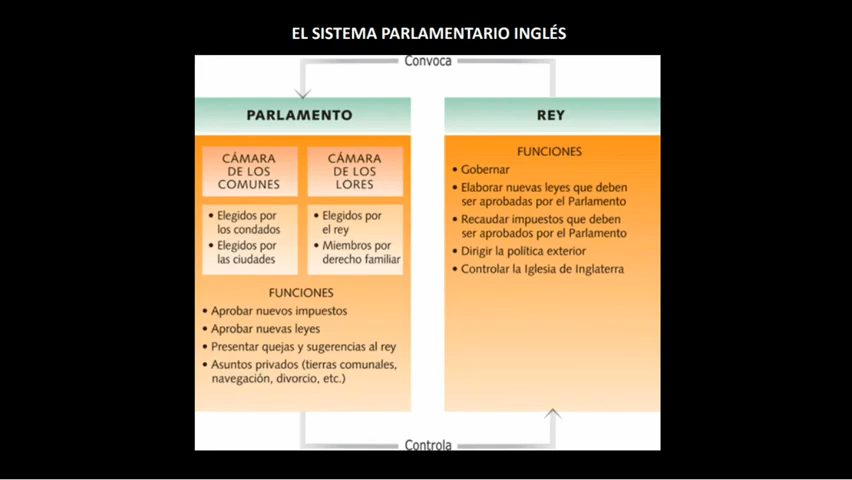 EL SISTEMA PARLAMENTARIO INGLÉS
Convoca
PARLAMENTO
CÁMARA
DE LOS
COMUNES
• Elegidos por
los condados
• Elegidos por
las ciudades
CÁMARA
DE LOS
LORES
• Elegidos por
el rey
• Miembros por
derecho familiar
FUNCIONES
• Aprobar nuevos impuestos
• Aprobar nuevas leyes
• Presentar quejas y sugerencias al rey
• Asuntos privados (tierras comunales,
navegación, divorcio, etc.)
REY
FUNCIONES
• Gobernar
• Elaborar nuevas leyes que deben
ser aprobadas por el Parlamento
• Recaudar impuestos que deben
ser aprobados por el Parlamento
• Dirigir la política exterior
• Controlar la Iglesia de Inglaterra
Controla